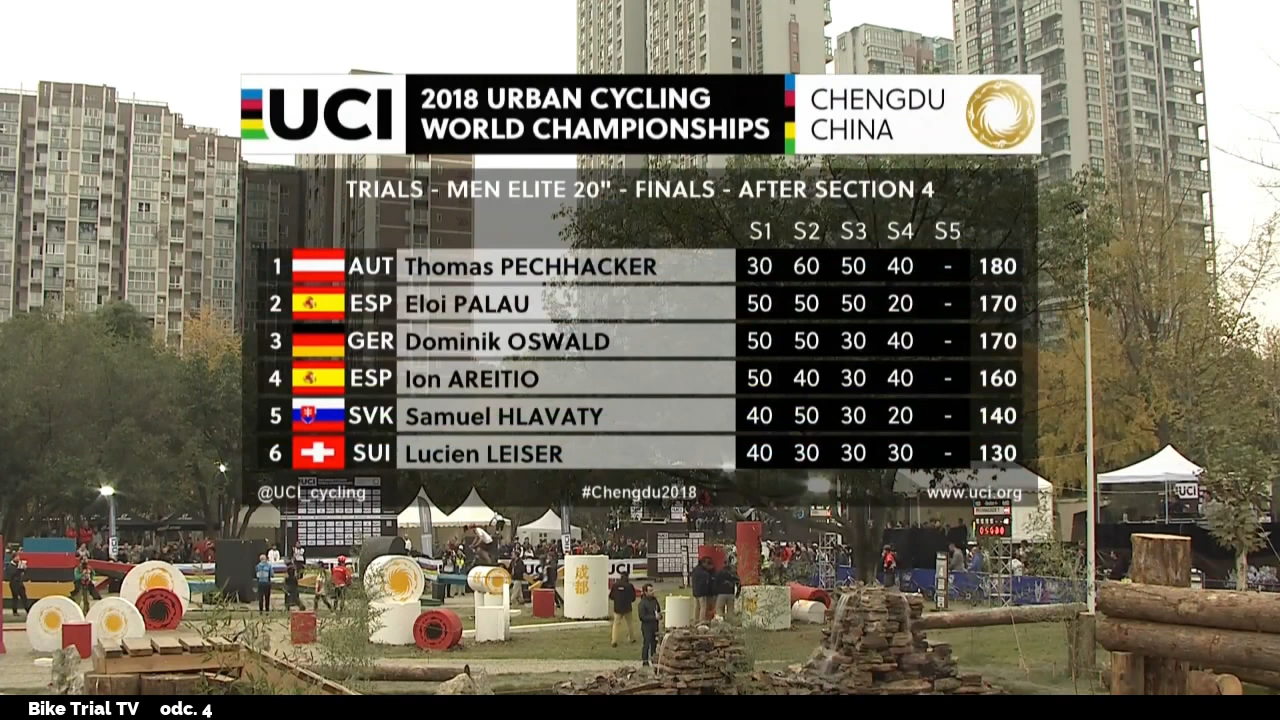 UCI
2018 URBAN CYCLING
WORLD CHAMPIONSHIPS
CHENGDU
CHINA
TRIALS - MEN ELITE 20" - FINALS - AFTER SECTION 4
S1 S2 S3 S4 S5
1 AUT Thomas PECHHACKER 30 60 50 40 - 180
2 ESP Eloi PALAU 50 50 50 20 - 170
3 GER Dominik OSWALD 50 50 30 40 - 170
4 ESP Ion AREITIO 50 40 30 40 - 160
5 SVK Samuel HLAVATY 40 50 30 20 - 140
6 SUI Lucien LEISER 40 30 30 30 - 130
@UCI_cycling #Chengdu2018 www.uci.org
UCI
UCI
成都
Bike Trial TV odc. 4